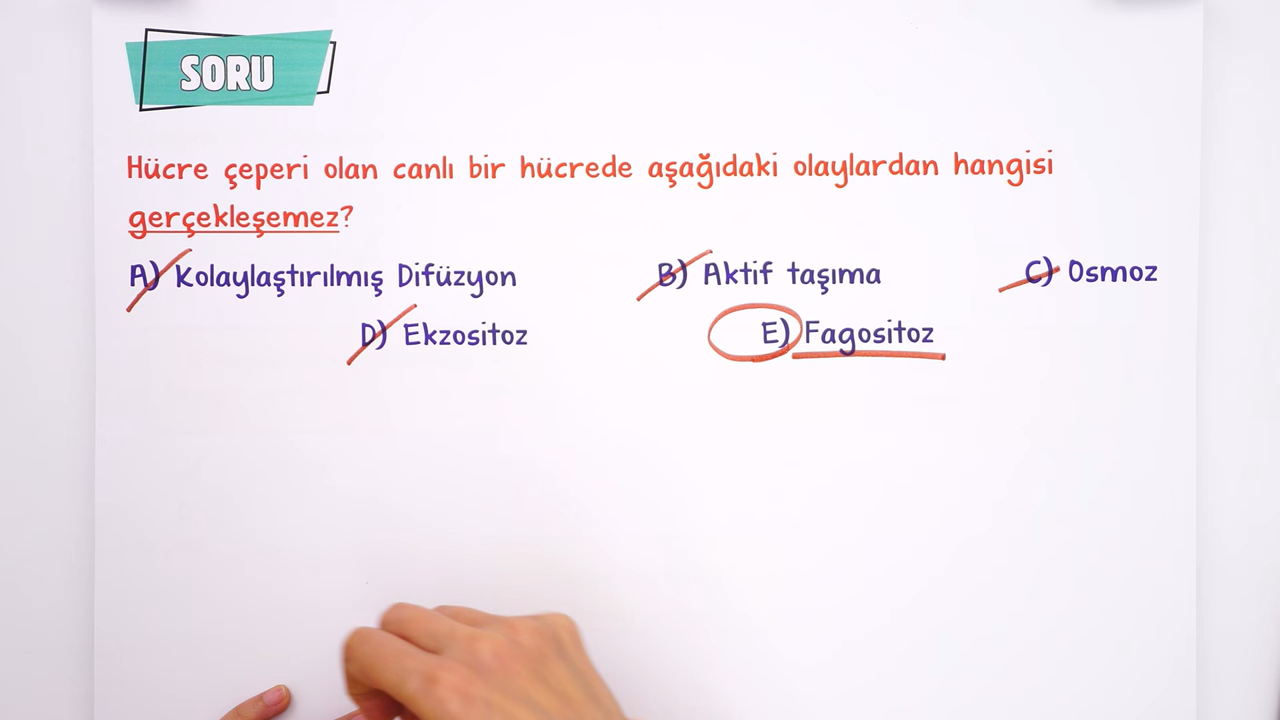 SORU
Hücre çeperi olan canlı bir hücrede aşağıdaki olaylardan hangisi
gerçekleşemez?
A) Kolaylaştırılmış Difüzyon B) Aktif taşıma C) Osmoz
D) Ekzositoz E) Fagositoz